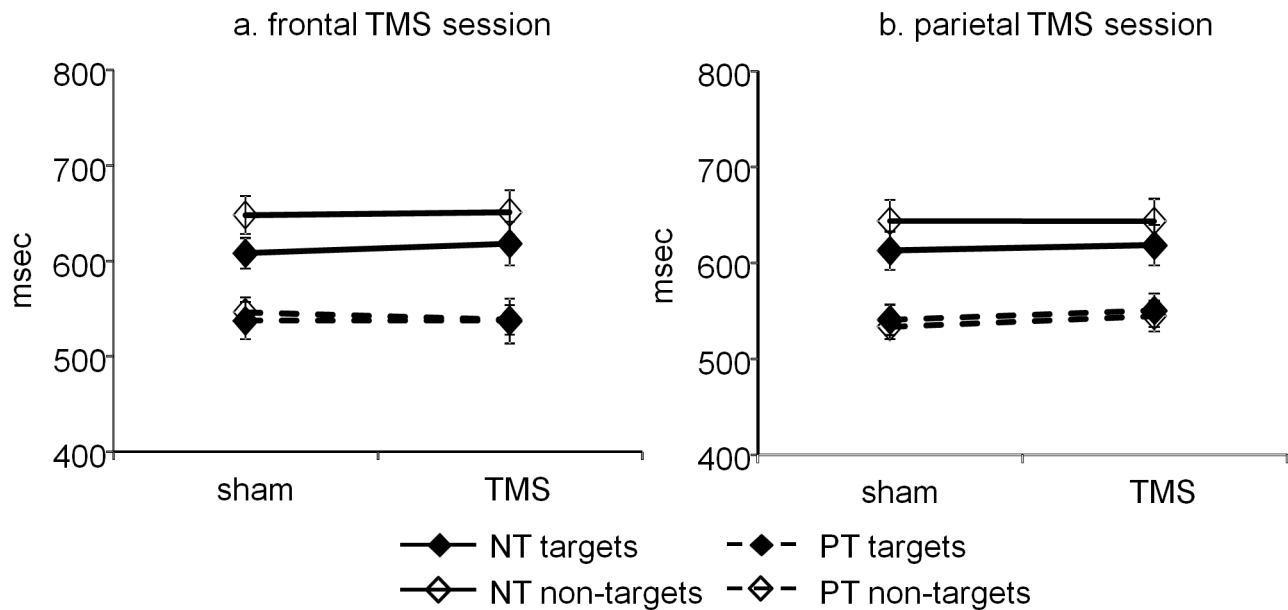 a. frontal TMS session
b. parietal TMS session
800
700
600
500
400
msec
sham
TMS
800
700
600
500
400
msec
sham
TMS
NT targets
PT targets
NT non-targets
PT non-targets